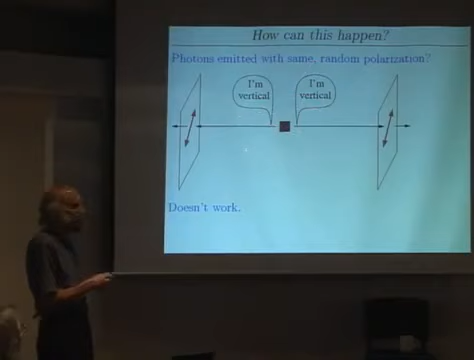 How can this happen?
Photons emitted with same, random polarization?
I'm
vertical
I'm
vertical
Doesn't work.